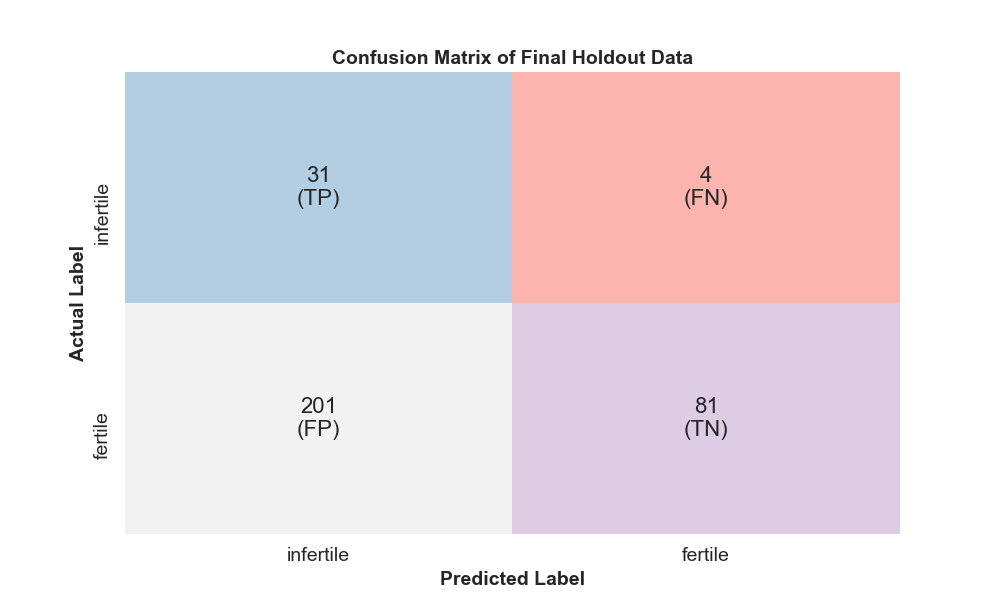 Confusion Matrix of Final Holdout Data
Actual Label
infertile
31
(TP)
4
(FN)
fertile
201
(FP)
81
(TN)
infertile
fertile
Predicted Label